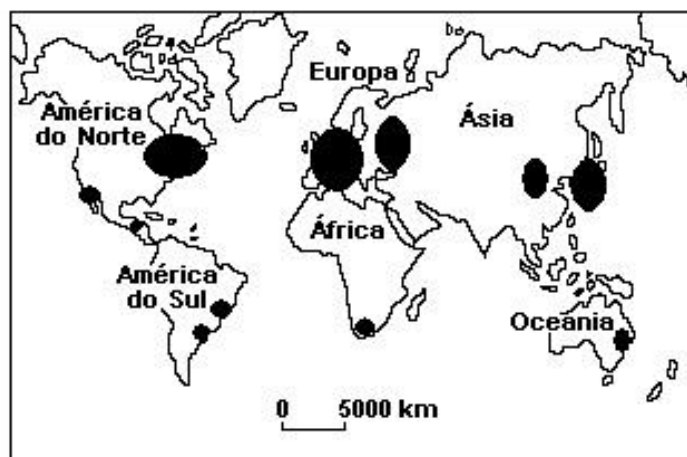 Europa
América
do Norte
Ásia
África
América
do Sul
Oceania
0 5000 km